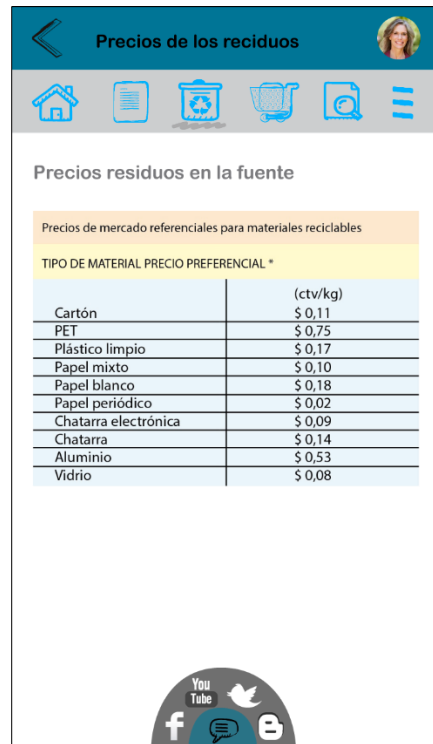 Precios de los reciduos
Precios residuos en la fuente
Precios de mercado referenciales para materiales reciclables
TIPO DE MATERIAL PRECIO PREFERENCIAL *
(ctv/kg)
Cartón $ 0,11
PET $ 0,75
Plástico limpio $ 0,17
Papel mixto $ 0,10
Papel blanco $ 0,18
Papel periódico $ 0,02
Chatarra electrónica $ 0,09
Chatarra $ 0,14
Aluminio $ 0,53
Vidrio $ 0,08
You
Tube